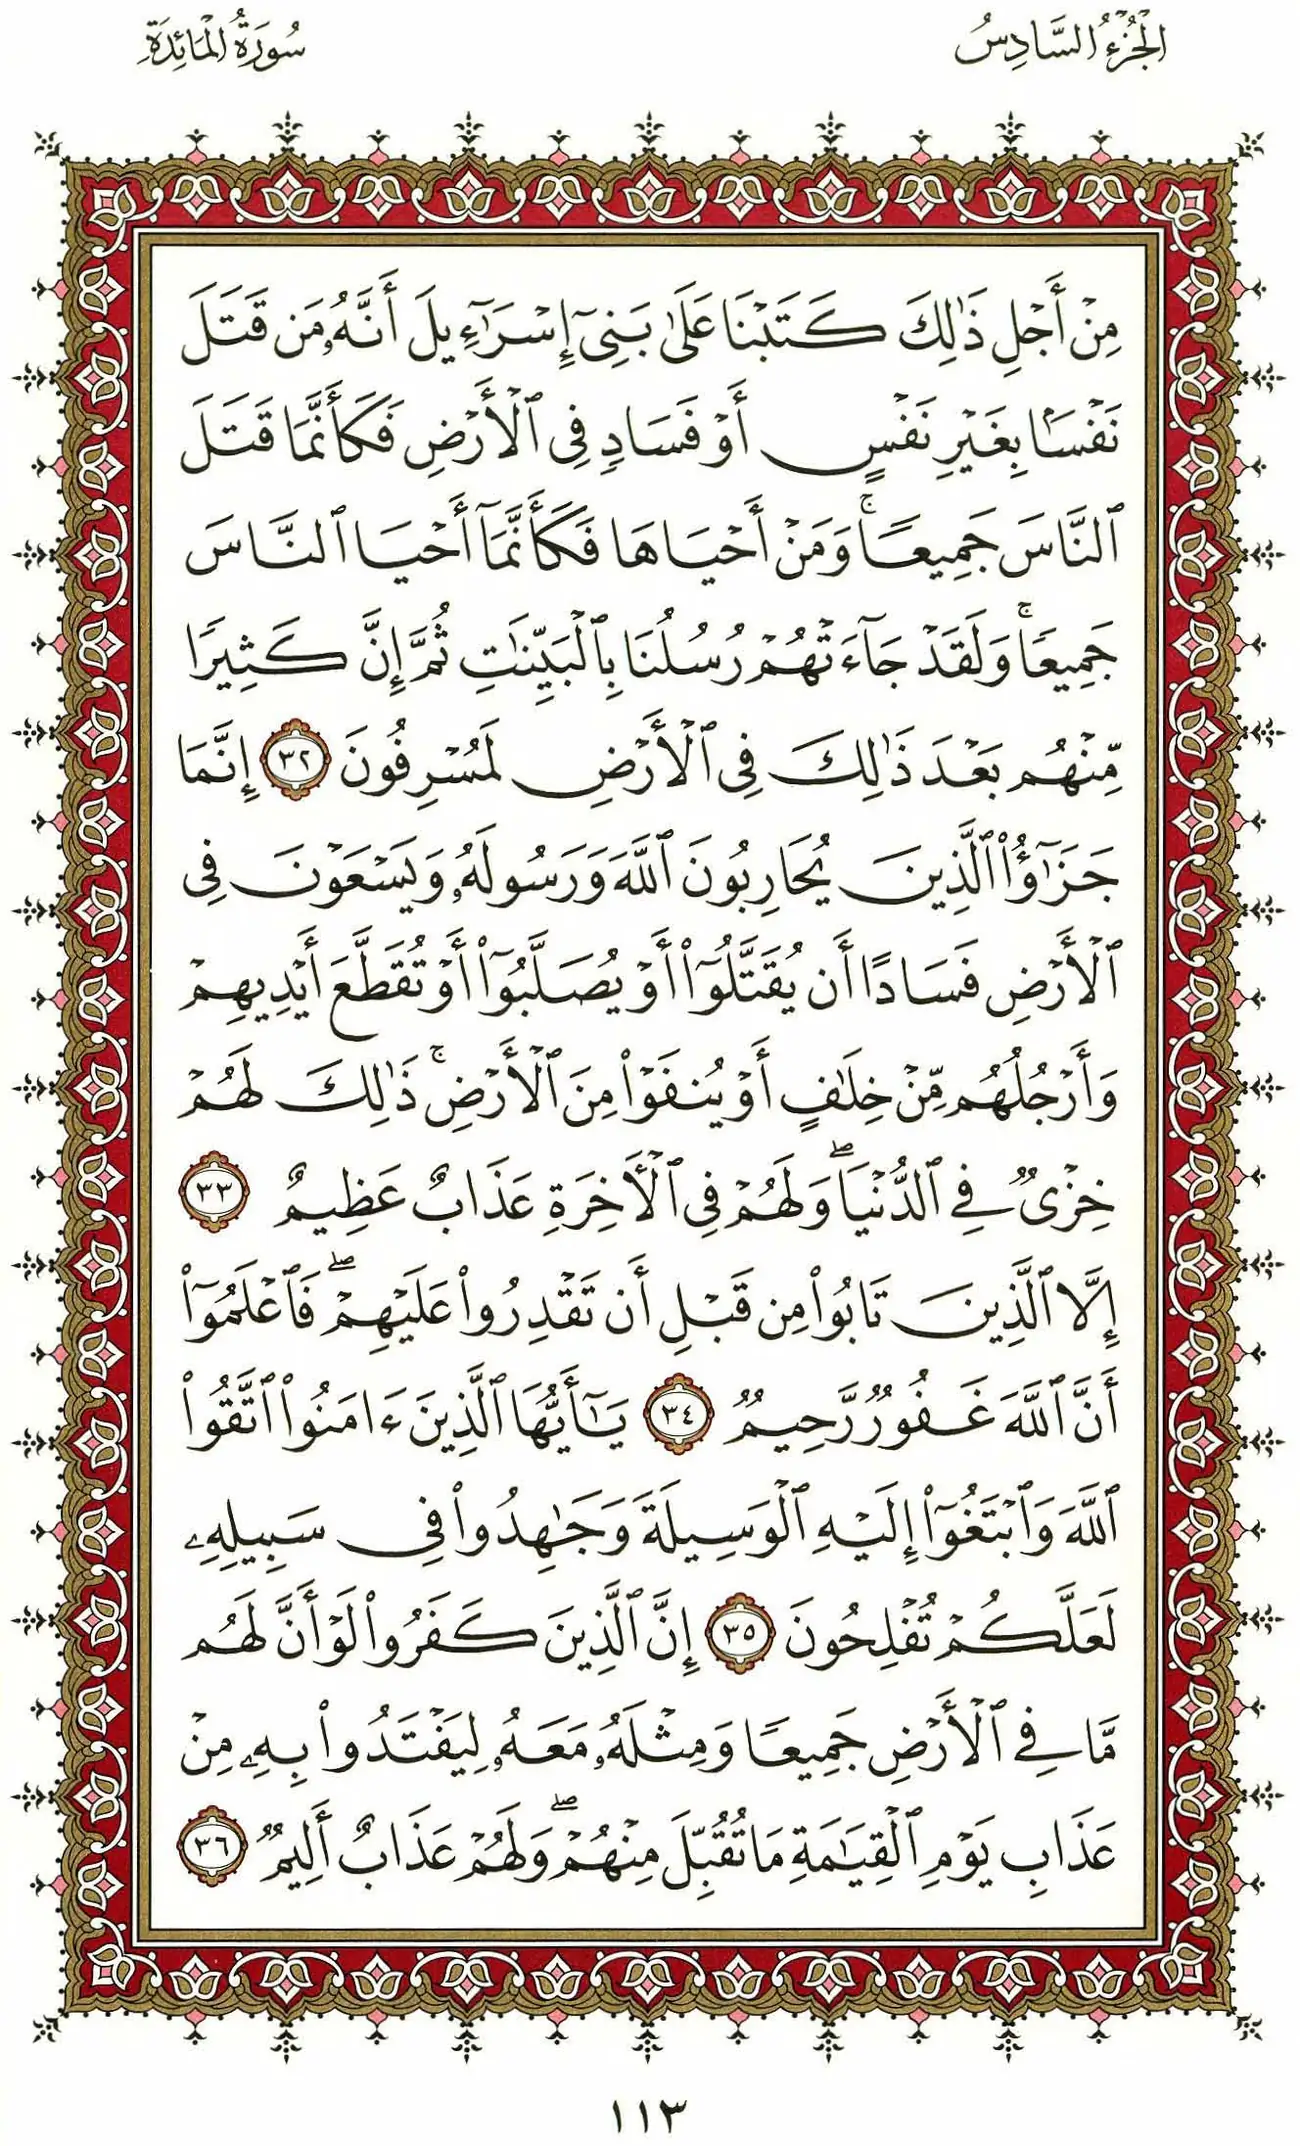 الجزء السادس
سورة المائدة
مِنْ أَجْلِ ذَٰلِكَ كَتَبْنَا عَلَىٰ بَنِىٓ إِسْرَٰٓءِيلَ أَنَّهُۥ مَن قَتَلَ
نَفْسًۢا بِغَيْرِ نَفْسٍ أَوْ فَسَادٍ فِى ٱلْأَرْضِ فَكَأَنَّمَا قَتَلَ
ٱلنَّاسَ جَمِيعًا ۚ وَمَنْ أَحْيَاهَا فَكَأَنَّمَآ أَحْيَا ٱلنَّاسَ
جَمِيعًا ۚ وَلَقَدْ جَآءَتْهُمْ رُسُلُنَا بِٱلْبَيِّنَٰتِ ثُمَّ إِنَّ كَثِيرًا
مِّنْهُم بَعْدَ ذَٰلِكَ فِى ٱلْأَرْضِ لَمُسْرِفُونَ ٣٢ إِنَّمَا
جَزَٰٓؤُا۟ ٱلَّذِينَ يُحَارِبُونَ ٱللَّهَ وَرَسُولَهُۥ وَيَسْعَوْنَ فِى
ٱلْأَرْضِ فَسَادًا أَن يُقَتَّلُوٓا۟ أَوْ يُصَلَّبُوٓا۟ أَوْ تُقَطَّعَ أَيْدِيهِمْ
وَأَرْجُلُهُم مِّنْ خِلَٰفٍ أَوْ يُنفَوْا۟ مِنَ ٱلْأَرْضِ ۚ ذَٰلِكَ لَهُمْ
خِزْىٌ فِى ٱلدُّنْيَا ۖ وَلَهُمْ فِى ٱلْأَخِرَةِ عَذَابٌ عَظِيمٌ ٣٣
إِلَّا ٱلَّذِينَ تَابُوا۟ مِن قَبْلِ أَن تَقْدِرُوا۟ عَلَيْهِمْ ۖ فَٱعْلَمُوٓا۟
أَنَّ ٱللَّهَ غَفُورٌ رَّحِيمٌ ٣٤ يَٰٓأَيُّهَا ٱلَّذِينَ ءَامَنُوا۟ ٱتَّقُوا۟
ٱللَّهَ وَٱبْتَغُوٓا۟ إِلَيْهِ ٱلْوَسِيلَةَ وَجَٰهِدُوا۟ فِى سَبِيلِهِۦ
لَعَلَّكُمْ تُفْلِحُونَ ٣٥ إِنَّ ٱلَّذِينَ كَفَرُوا۟ لَوْ أَنَّ لَهُم
مَّا فِى ٱلْأَرْضِ جَمِيعًا وَمِثْلَهُۥ مَعَهُۥ لِيَفْتَدُوا۟ بِهِۦ مِنْ
عَذَابِ يَوْمِ ٱلْقِيَٰمَةِ مَا تُقُبِّلَ مِنْهُمْ ۖ وَلَهُمْ عَذَابٌ أَلِيمٌ ٣٦
١١٣